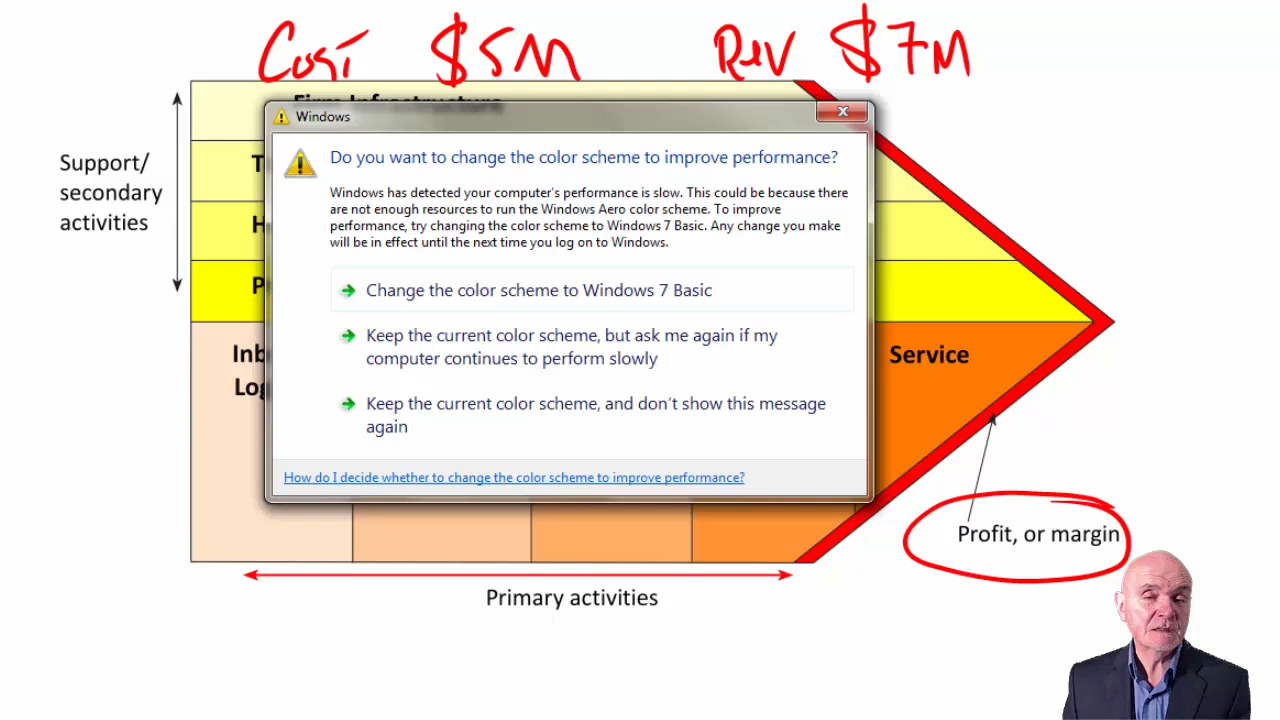 Cost $5M Rev $7M
Firm Infrastructure
Windows
Support/
secondary
activities
Do you want to change the color scheme to improve performance?
Windows has detected your computer's performance is slow. This could be because there
are not enough resources to run the Windows Aero color scheme. To improve
performance, try changing the color scheme to Windows 7 Basic. Any change you make
will be in effect until the next time you log on to Windows.
Change the color scheme to Windows 7 Basic
Keep the current color scheme, but ask me again if my
computer continues to perform slowly
Keep the current color scheme, and don't show this message
again
How do I decide whether to change the color scheme to improve performance?
Service
Profit, or margin
Primary activities